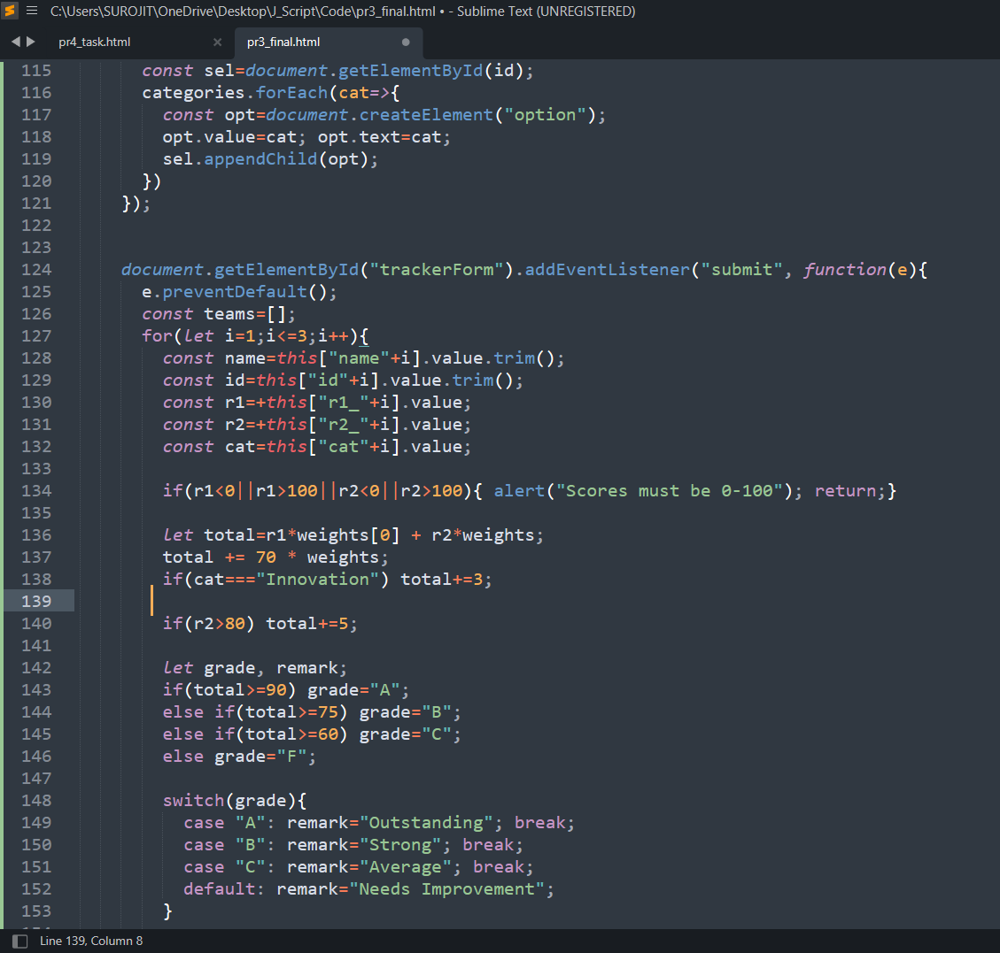 C:\Users\SUROJIT\OneDrive\Desktop\J_Script\Code\pr3_final.html • - Sublime Text (UNREGISTERED)
pr4_task.html
pr3_final.html
115 const sel=document.getElementById(id);
116 categories.forEach(cat=>{
117 const opt=document.createElement("option");
118 opt.value=cat; opt.text=cat;
119 sel.appendChild(opt);
120 })
121 });
122
123
124 document.getElementById("trackerForm").addEventListener("submit", function(e){
125 e.preventDefault();
126 const teams=[];
127 for(let i=1;i<=3;i++){
128 const name=this["name"+i].value.trim();
129 const id=this["id"+i].value.trim();
130 const r1=+this["r1_"+i].value;
131 const r2=+this["r2_"+i].value;
132 const cat=this["cat"+i].value;
133
134 if(r1<0||r1>100||r2<0||r2>100){ alert("Scores must be 0-100"); return;}
135
136 let total=r1*weights[0] + r2*weights;
137 total += 70 * weights;
138 if(cat==="Innovation") total+=3;
139
140 if(r2>80) total+=5;
141
142 let grade, remark;
143 if(total>=90) grade="A";
144 else if(total>=75) grade="B";
145 else if(total>=60) grade="C";
146 else grade="F";
147
148 switch(grade){
149 case "A": remark="Outstanding"; break;
150 case "B": remark="Strong"; break;
151 case "C": remark="Average"; break;
152 default: remark="Needs Improvement";
153 }
Line 139, Column 8